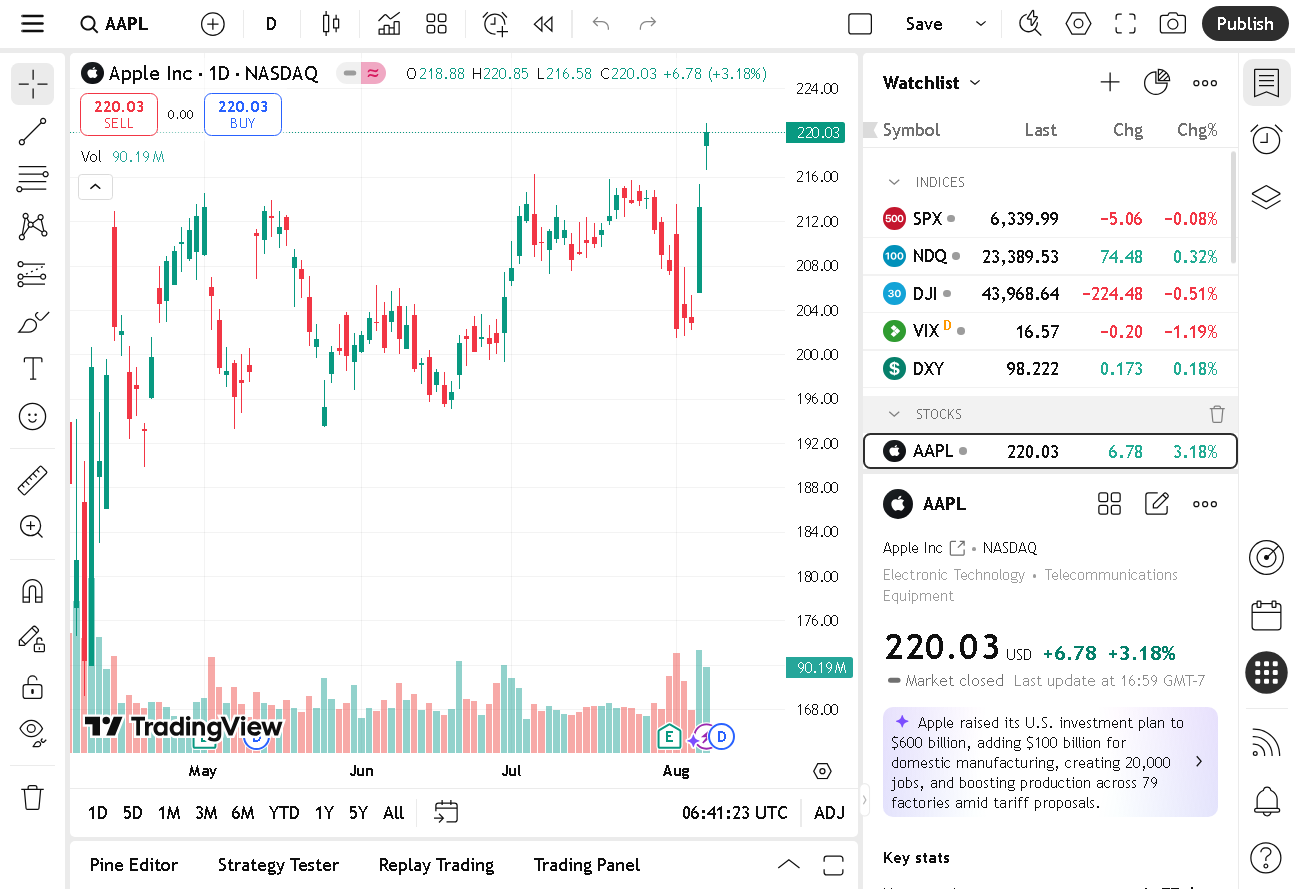 AAPL
D
Save
Publish
Apple Inc · 1D · NASDAQ
O218.88 H220.85 L216.58 C220.03 +6.78 (+3.18%)
220.03 SELL
0.00
220.03 BUY
Vol 90.19 M
224.00
220.03
216.00
212.00
208.00
204.00
200.00
196.00
192.00
188.00
184.00
180.00
176.00
90.19 M
168.00
TradingView
E D
May Jun Jul Aug
1D 5D 1M 3M 6M YTD 1Y 5Y All
06:41:23 UTC
ADJ
Pine Editor Strategy Tester Replay Trading Trading Panel
Watchlist
Symbol Last Chg Chg%
INDICES
500 SPX 6,339.99 −5.06 −0.08%
100 NDQ 23,389.53 74.48 0.32%
30 DJI 43,968.64 −224.48 −0.51%
VIX D 16.57 −0.20 −1.19%
$ DXY 98.222 0.173 0.18%
STOCKS
AAPL 220.03 6.78 3.18%
AAPL
Apple Inc • NASDAQ
Electronic Technology • Telecommunications
Equipment
220.03 USD +6.78 +3.18%
Market closed Last update at 16:59 GMT-7
Apple raised its U.S. investment plan to
$600 billion, adding $100 billion for
domestic manufacturing, creating 20,000
jobs, and boosting production across 79
factories amid tariff proposals.
Key stats